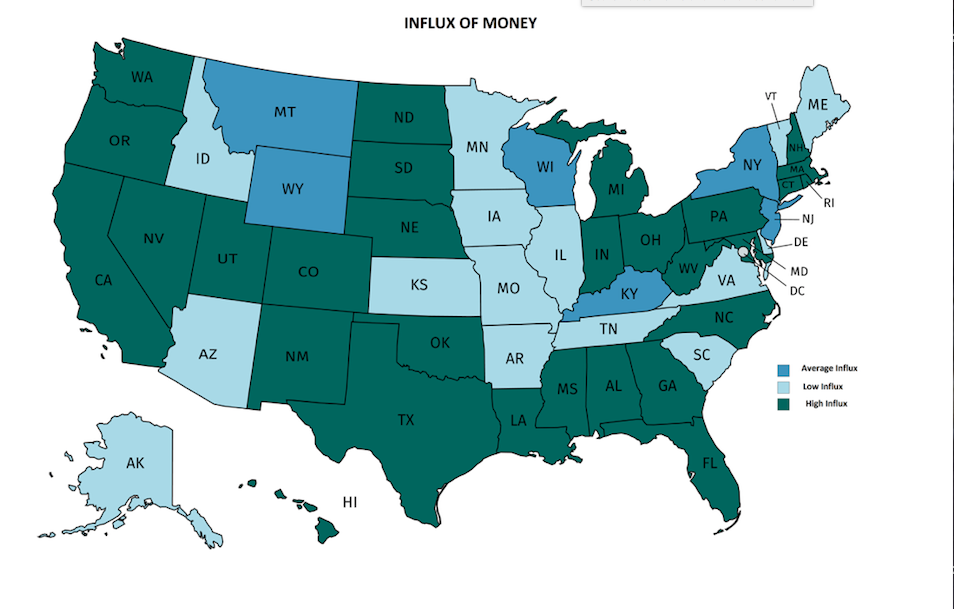 INFLUX OF MONEY
WA
MT
ND
MN
VT
ME
OR
ID
SD
WI
NY
NH
MA
WY
MI
CT
RI
IA
NE
PA
NJ
NV
UT
CO
IL
IN
OH
DE
CA
KS
MO
WV
VA
MD
KY
DC
NC
TN
AZ
NM
OK
AR
SC
MS
AL
GA
TX
LA
Average Influx
Low Influx
High Influx
AK
FL
HI